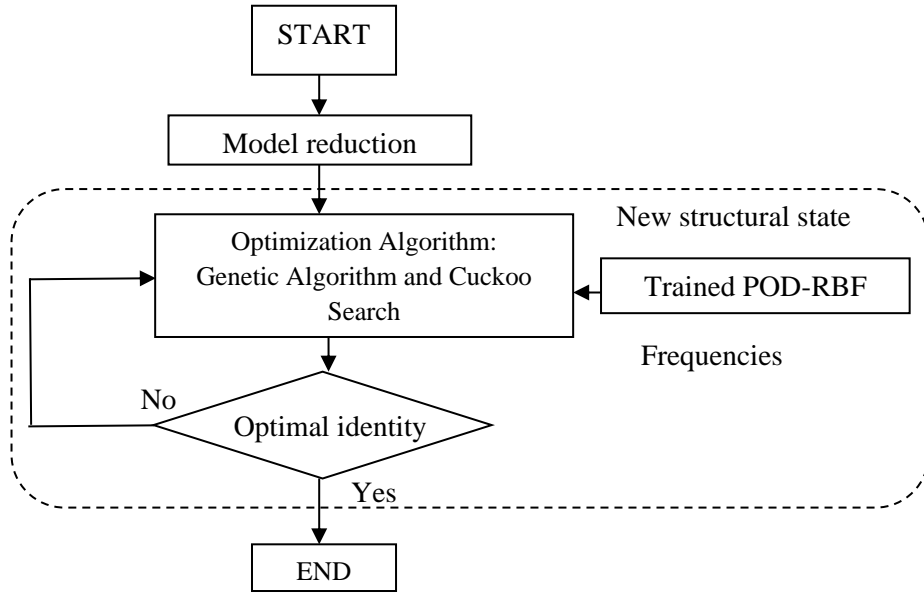 START
Model reduction
New structural state
Optimization Algorithm:
Genetic Algorithm and Cuckoo
Search
Trained POD-RBF
Frequencies
No
Optimal identity
Yes
END